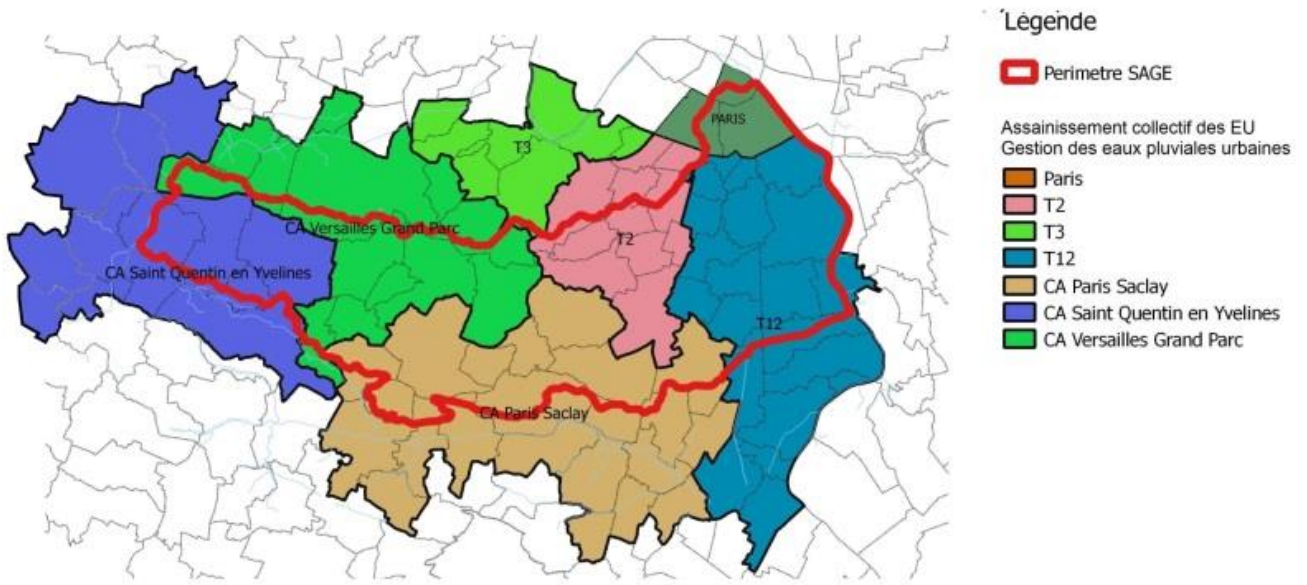 Légende
Perimetre SAGE
Assainissement collectif des EU
Gestion des eaux pluviales urbaines
Paris
T2
T3
T12
CA Paris Saclay
CA Saint Quentin en Yvelines
CA Versailles Grand Parc
PARIS
T3
CA Versailles Grand Parc
T2
CA Saint Quentin en Yvelines
T12
CA Paris Saclay